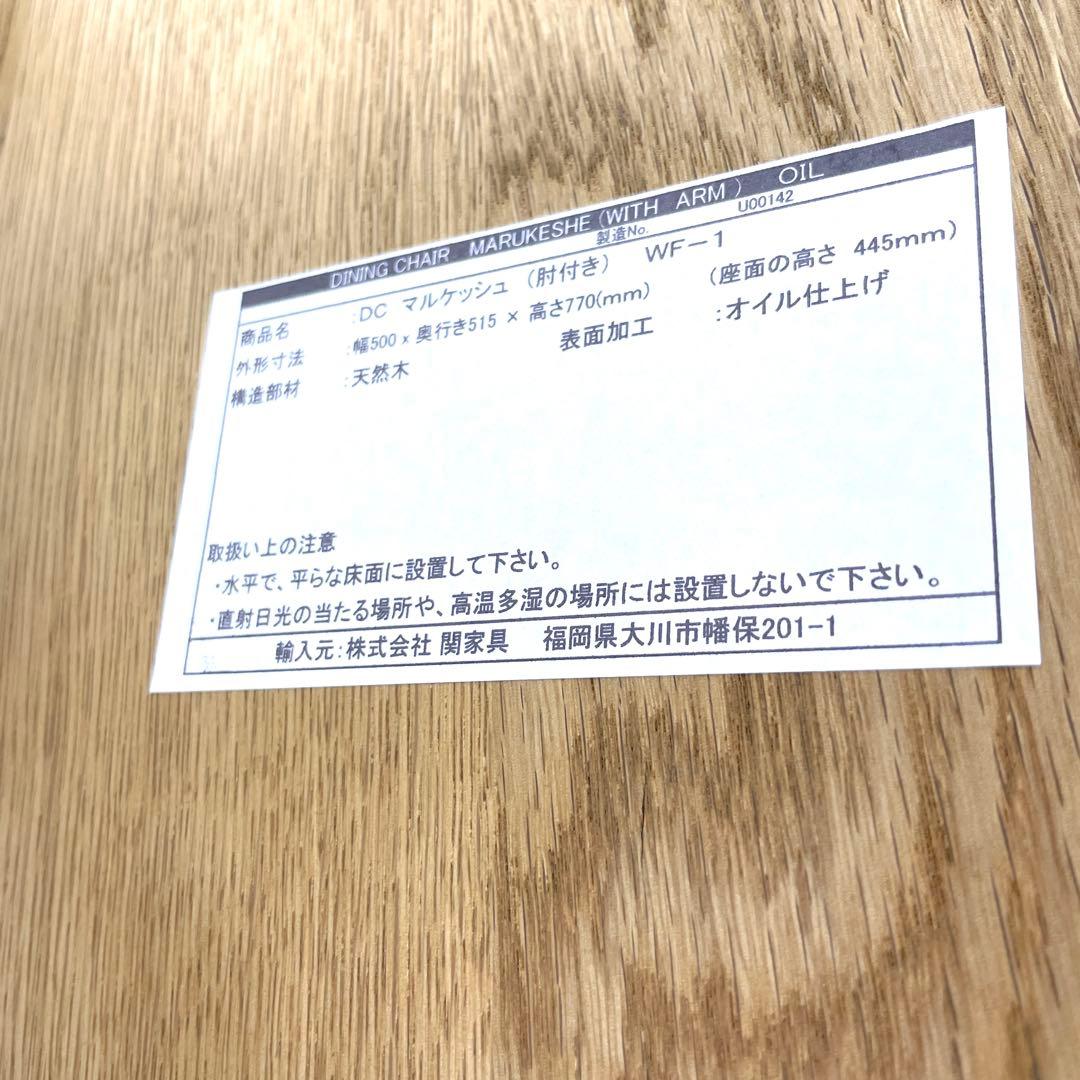 DINING CHAIR MARUKESHE (WITH ARM) OIL
製造No. U00142
商品名 :DC マルケッシュ (肘付き) WF-1
外形寸法 :幅500 x 奥行き515 × 高さ770(mm) (座面の高さ 445mm)
構造部材 :天然木 表面加工 :オイル仕上げ
取扱い上の注意
・水平で、平らな床面に設置して下さい。
・直射日光の当たる場所や、高温多湿の場所には設置しないで下さい。
輸入元:株式会社 関家具 福岡県大川市幡保201-1